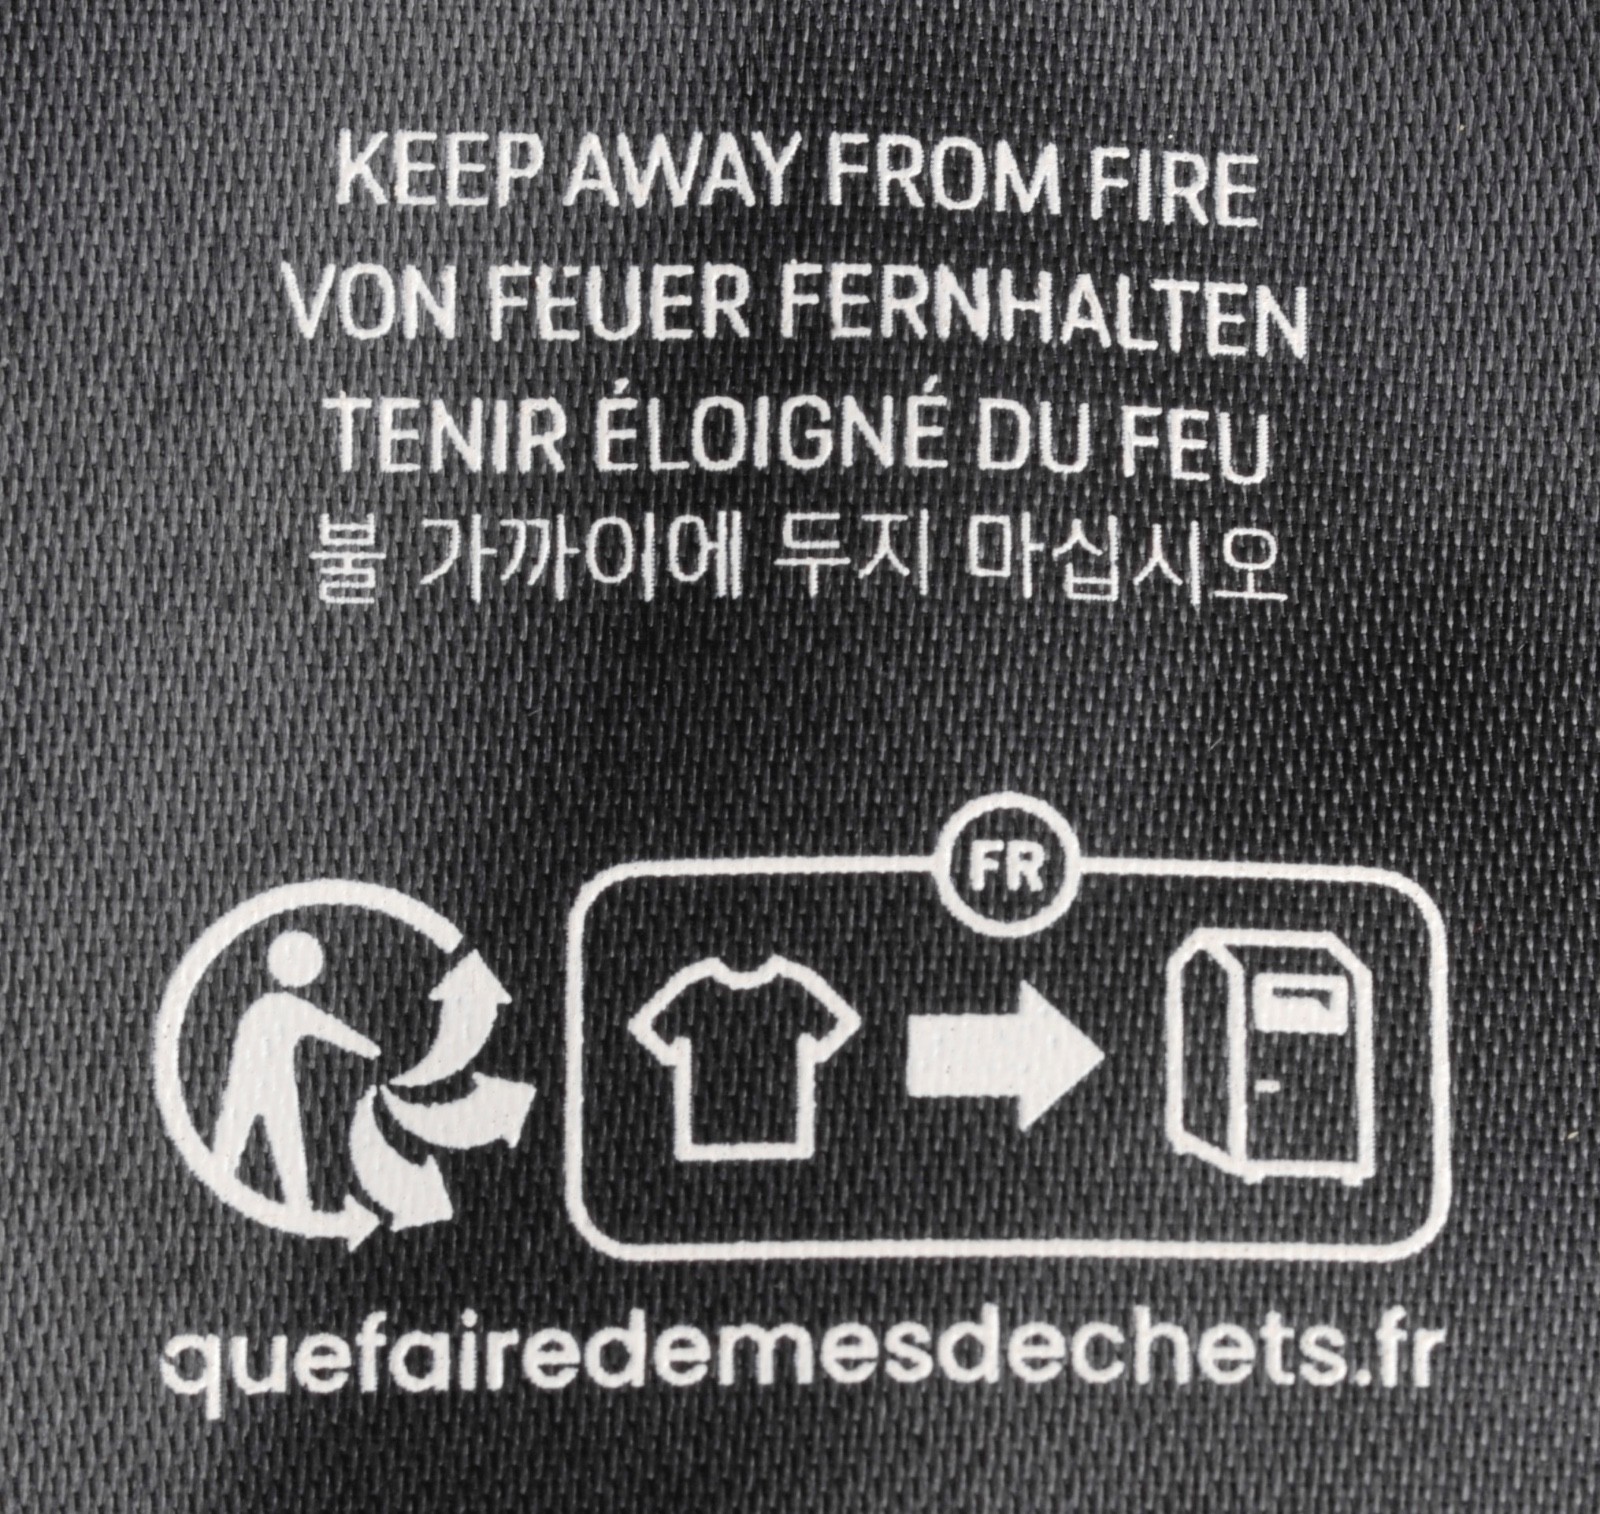 KEEP AWAY FROM FIRE
VON FEUER FERNHALTEN
TENIR ÉLOIGNÉ DU FEU
불 가까이에 두지 마십시오
FR
quefairedemesdechets.fr